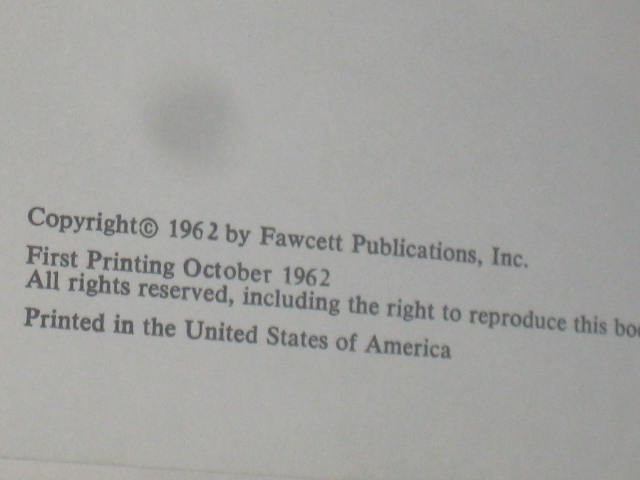 Copyright© 1962 by Fawcett Publications, Inc.
First Printing October 1962
All rights reserved, including the right to reproduce this
Printed in the United States of America